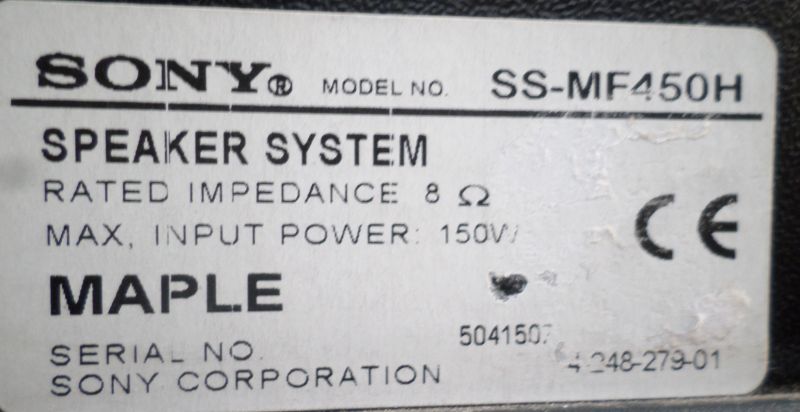 SONY® MODEL NO. SS-MF450H
SPEAKER SYSTEM
RATED IMPEDANCE 8 Ω
MAX. INPUT POWER: 150W
CE
MAPLE
SERIAL NO. 5041507
4-248-279-01
SONY CORPORATION